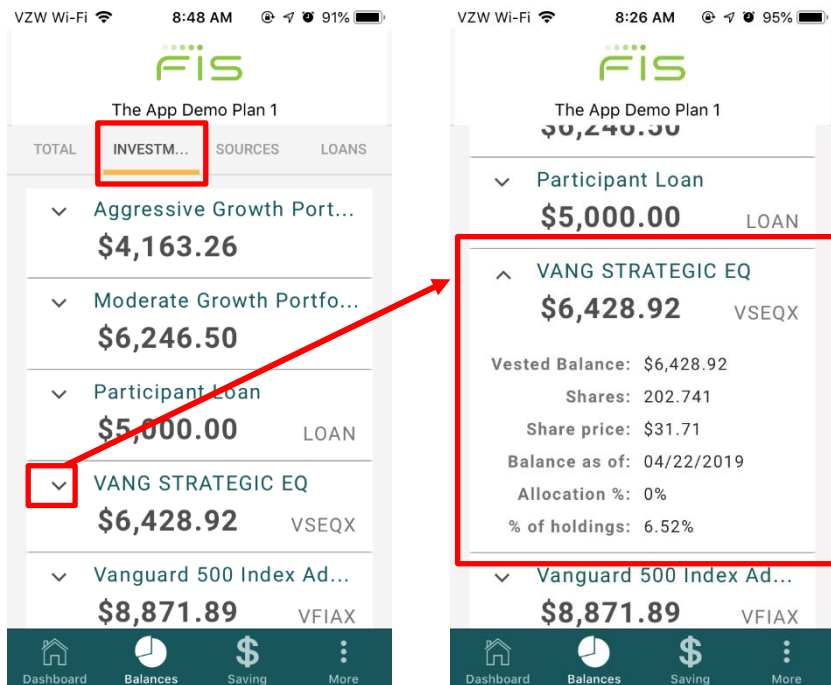 VZW Wi-Fi 8:48 AM 91%
FIS
The App Demo Plan 1
TOTAL INVESTM... SOURCES LOANS
Aggressive Growth Port...
$4,163.26
Moderate Growth Portfo...
$6,246.50
Participant Loan
$5,000.00 LOAN
VANG STRATEGIC EQ
$6,428.92 VSEQX
Vanguard 500 Index Ad...
$8,871.89 VFIAX
Dashboard Balances Saving More
VZW Wi-Fi 8:26 AM 95%
FIS
The App Demo Plan 1
$6,246.50
Participant Loan
$5,000.00 LOAN
VANG STRATEGIC EQ
$6,428.92 VSEQX
Vested Balance: $6,428.92
Shares: 202.741
Share price: $31.71
Balance as of: 04/22/2019
Allocation %: 0%
% of holdings: 6.52%
Vanguard 500 Index Ad...
$8,871.89 VFIAX
Dashboard Balances Saving More